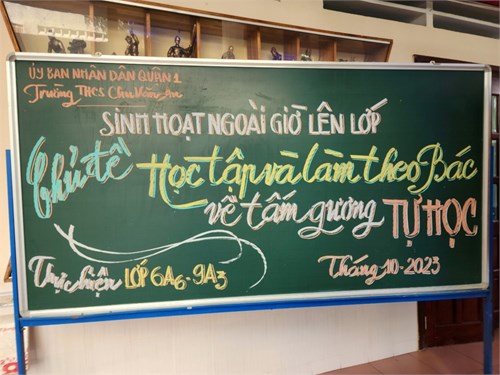 ỦY BAN NHÂN DÂN QUẬN 1
Trường THCS Chu Văn An
SINH HOẠT NGOÀI GIỜ LÊN LỚP
Chủ đề Học tập và làm theo Bác
về tấm gương TỰ HỌC
Thực hiện LỚP 6A6 - 9A3
Tháng 10-2023